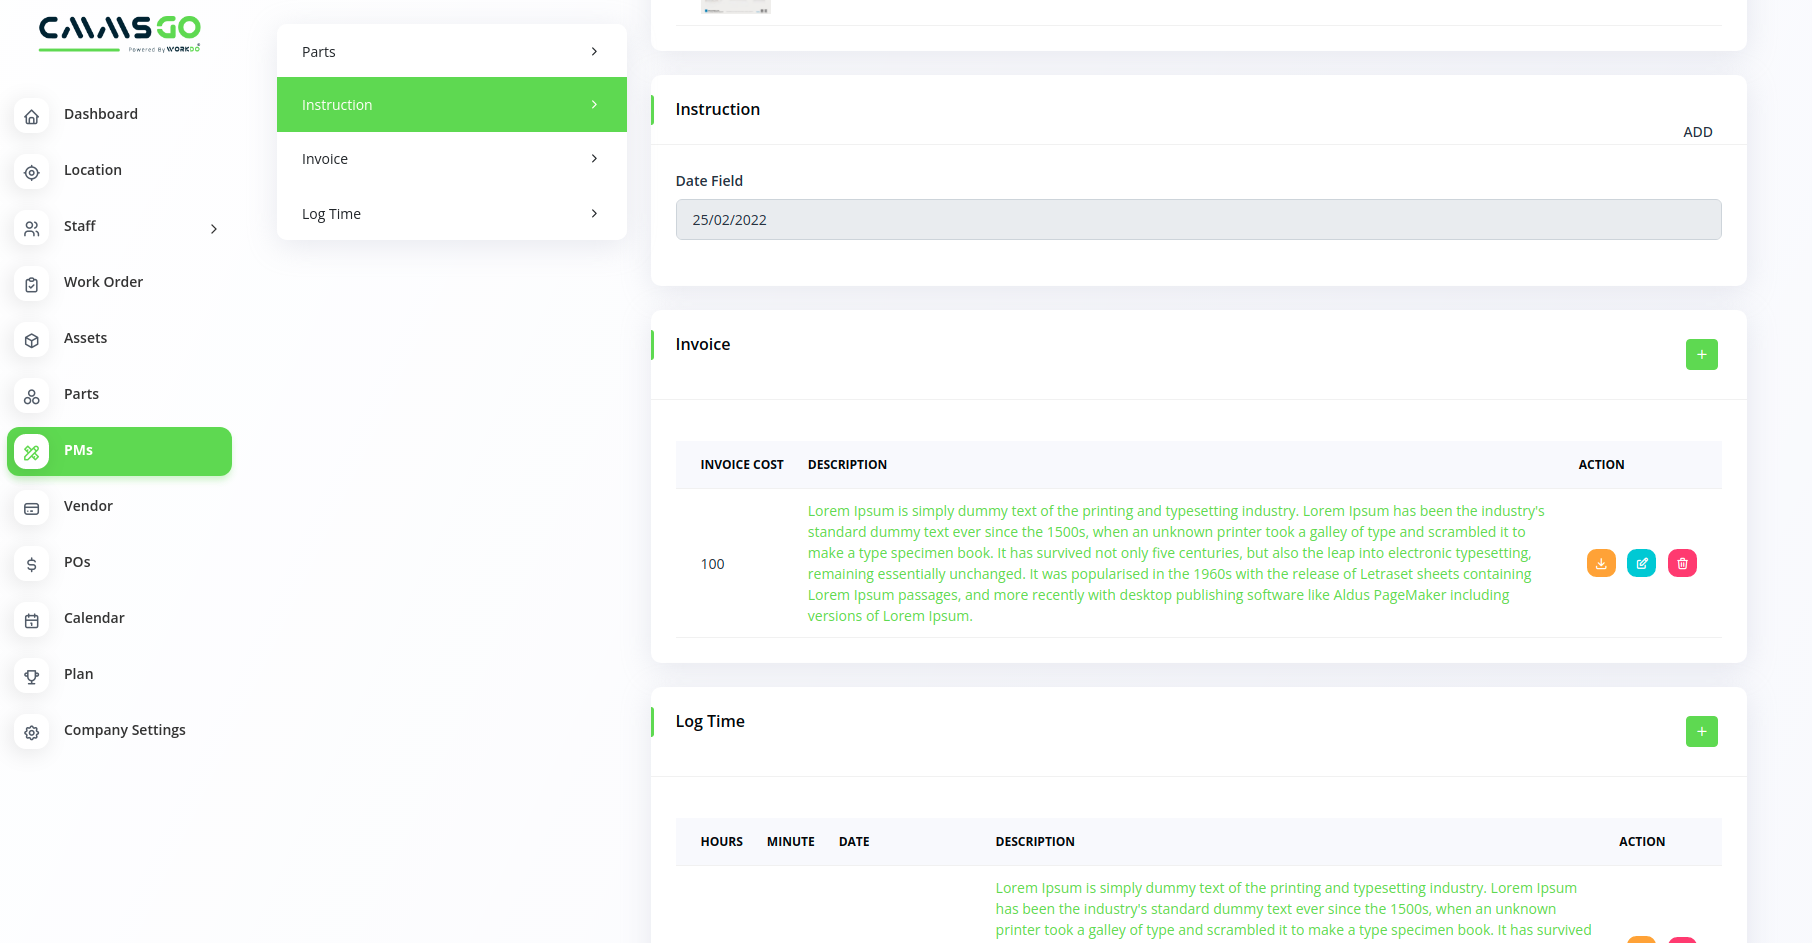 CMMSGO
Powered By WORKDO
Dashboard
Location
Staff
Work Order
Assets
Parts
PMs
Vendor
POs
Calendar
Plan
Company Settings
Parts
Instruction
Invoice
Log Time
Instruction
ADD
Date Field
25/02/2022
Invoice
+
INVOICE COST DESCRIPTION ACTION
100
Lorem Ipsum is simply dummy text of the printing and typesetting industry. Lorem Ipsum has been the industry's
standard dummy text ever since the 1500s, when an unknown printer took a galley of type and scrambled it to
make a type specimen book. It has survived not only five centuries, but also the leap into electronic typesetting,
remaining essentially unchanged. It was popularised in the 1960s with the release of Letraset sheets containing
Lorem Ipsum passages, and more recently with desktop publishing software like Aldus PageMaker including
versions of Lorem Ipsum.
Log Time
+
HOURS MINUTE DATE DESCRIPTION ACTION
Lorem Ipsum is simply dummy text of the printing and typesetting industry. Lorem Ipsum
has been the industry's standard dummy text ever since the 1500s, when an unknown
printer took a galley of type and scrambled it to make a type specimen book. It has survived